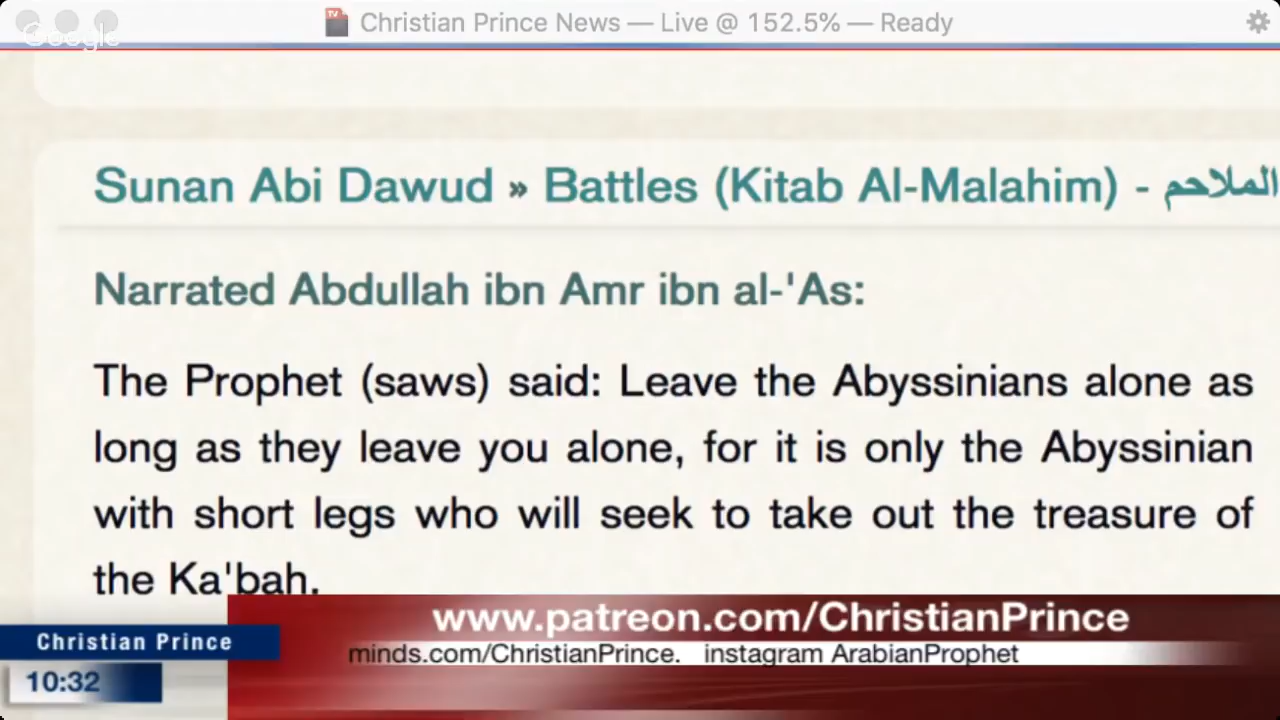 Christian Prince News — Live @ 152.5% — Ready
Google
Sunan Abi Dawud » Battles (Kitab Al-Malahim) - الملاحم
Narrated Abdullah ibn Amr ibn al-'As:
The Prophet (saws) said: Leave the Abyssinians alone as
long as they leave you alone, for it is only the Abyssinian
with short legs who will seek to take out the treasure of
the Ka'bah.
www.patreon.com/ChristianPrince
Christian Prince
minds.com/ChristianPrince. instagram ArabianProphet
10:32